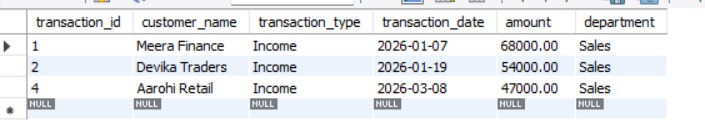 transaction_id customer_name transaction_type transaction_date amount department
1 Meera Finance Income 2026-01-07 68000.00 Sales
2 Devika Traders Income 2026-01-19 54000.00 Sales
4 Aarohi Retail Income 2026-03-08 47000.00 Sales
NULL NULL NULL NULL NULL NULL